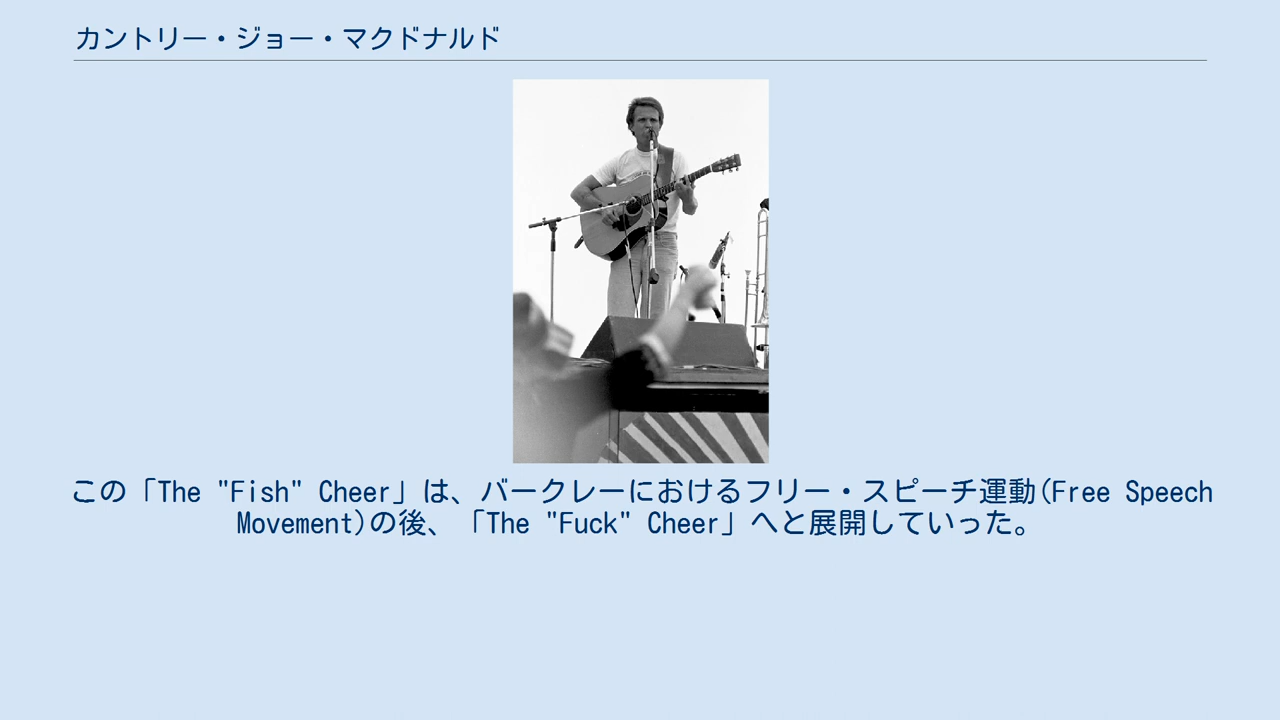 カントリー・ジョー・マクドナルド
この「The "Fish" Cheer」は、バークレーにおけるフリー・スピーチ運動(Free Speech
Movement)の後、「The "Fuck" Cheer」へと展開していった。